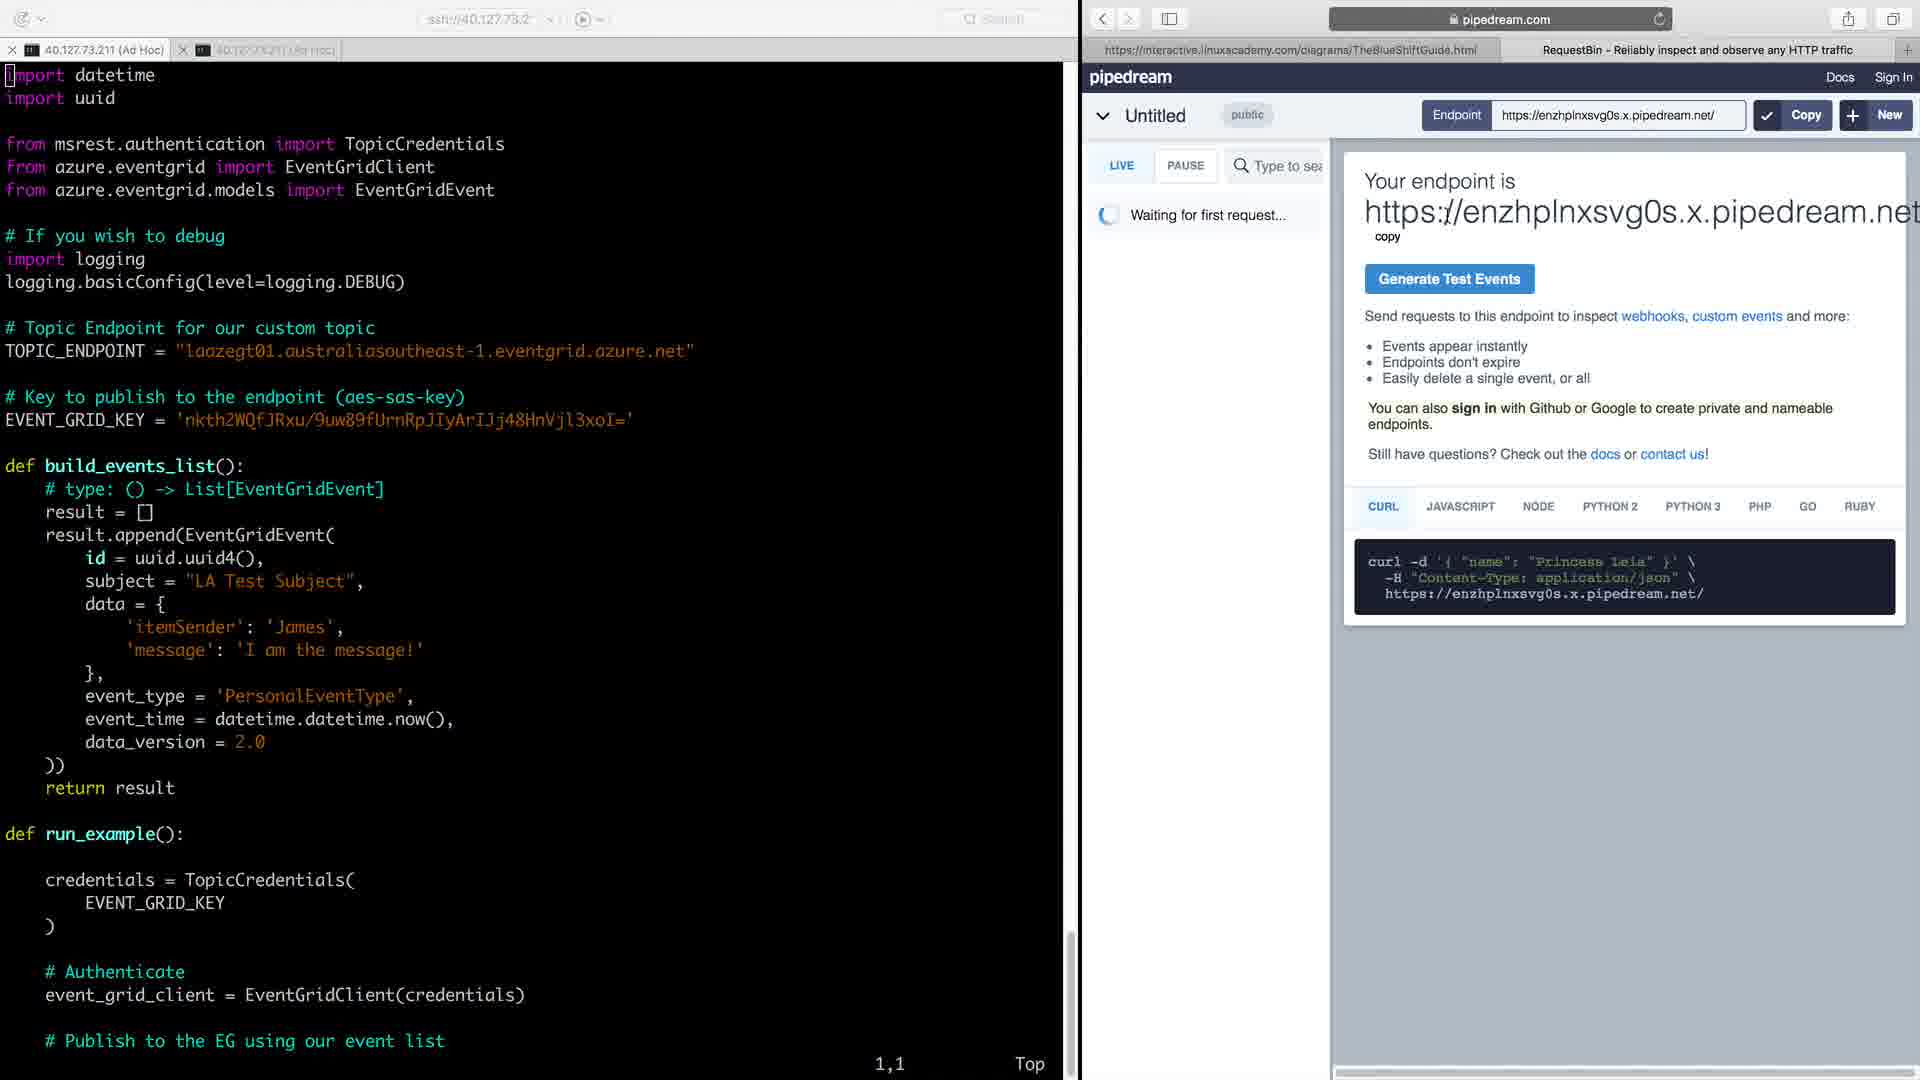 ssh://40.127.73.2
Search
40.127.73.211 (Ad Hoc)
40.127.73.211 (Ad Hoc)
import datetime
import uuid
from msrest.authentication import TopicCredentials
from azure.eventgrid import EventGridClient
from azure.eventgrid.models import EventGridEvent
# If you wish to debug
import logging
logging.basicConfig(level=logging.DEBUG)
# Topic Endpoint for our custom topic
TOPIC_ENDPOINT = "laazegt01.australiasoutheast-1.eventgrid.azure.net"
# Key to publish to the endpoint (aes-sas-key)
EVENT_GRID_KEY = 'nkth2WQfJRxu/9uw89fUrnRpJIyArIJj48HnVjl3xoI='
def build_events_list():
# type: () -> List[EventGridEvent]
result = []
result.append(EventGridEvent(
id = uuid.uuid4(),
subject = "LA Test Subject",
data = {
'itemSender': 'James',
'message': 'I am the message!'
},
event_type = 'PersonalEventType',
event_time = datetime.datetime.now(),
data_version = 2.0
))
return result
def run_example():
credentials = TopicCredentials(
EVENT_GRID_KEY
)
# Authenticate
event_grid_client = EventGridClient(credentials)
# Publish to the EG using our event list
1,1 Top
pipedream.com
https://interactive.linuxacademy.com/diagrams/TheBlueShiftGuide.html
RequestBin - Reliably inspect and observe any HTTP traffic
pipedream
Docs Sign In
Untitled public
Endpoint https://enzhplnxsvg0s.x.pipedream.net/ Copy New
LIVE PAUSE Type to sea
Waiting for first request...
Your endpoint is
https://enzhplnxsvg0s.x.pipedream.net
copy
Generate Test Events
Send requests to this endpoint to inspect webhooks, custom events and more:
• Events appear instantly
• Endpoints don't expire
• Easily delete a single event, or all
You can also sign in with Github or Google to create private and nameable
endpoints.
Still have questions? Check out the docs or contact us!
CURL JAVASCRIPT NODE PYTHON 2 PYTHON 3 PHP GO RUBY
curl -d '{ "name": "Princess Leia" }' \
-H "Content-Type: application/json" \
https://enzhplnxsvg0s.x.pipedream.net/